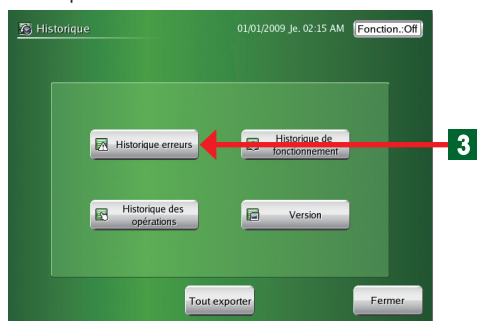 Historique
01/01/2009 Je. 02:15 AM
Fonction.:Off
Historique erreurs
Historique de
fonctionnement
3
Historique des
opérations
Version
Tout exporter
Fermer